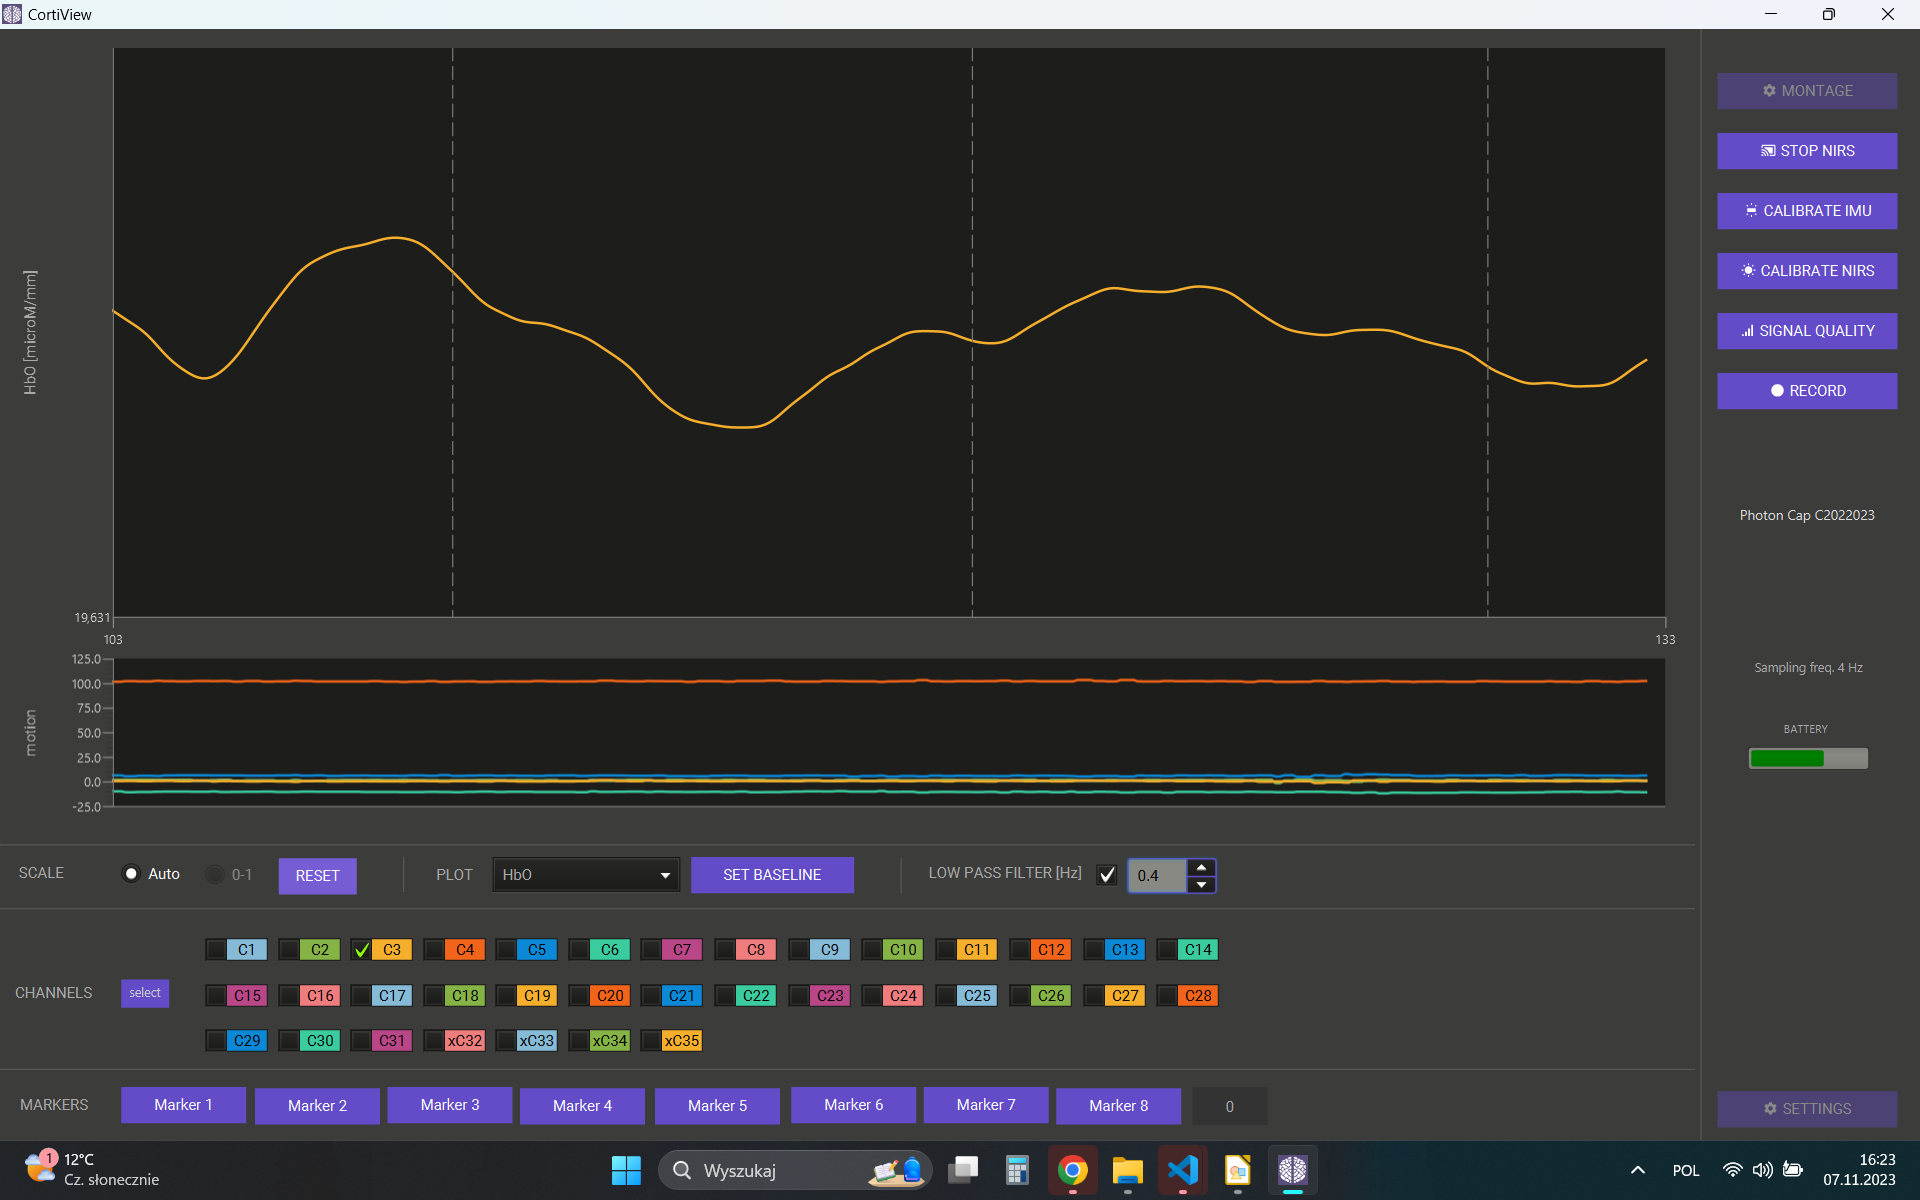 CortiView
MONTAGE
STOP NIRS
CALIBRATE IMU
CALIBRATE NIRS
SIGNAL QUALITY
RECORD
HbO [microM/mm]
Photon Cap C2022023
19,631
103
133
125.0
100.0
75.0
50.0
25.0
0.0
-25.0
motion
Sampling freq. 4 Hz
BATTERY
SCALE Auto 0-1 RESET PLOT HbO SET BASELINE LOW PASS FILTER [Hz] 0.4
C1 C2 C3 C4 C5 C6 C7 C8 C9 C10 C11 C12 C13 C14
CHANNELS select C15 C16 C17 C18 C19 C20 C21 C22 C23 C24 C25 C26 C27 C28
C29 C30 C31 xC32 xC33 xC34 xC35
MARKERS Marker 1 Marker 2 Marker 3 Marker 4 Marker 5 Marker 6 Marker 7 Marker 8 0
SETTINGS
1
12°C
Cz. słonecznie
Wyszukaj
POL
16:23
07.11.2023